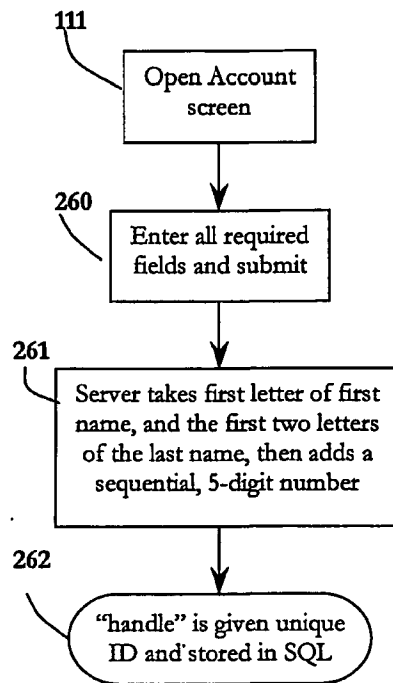 111
Open Account
screen
260
Enter all required
fields and submit
261
Server takes first letter of first
name, and the first two letters
of the last name, then adds a
sequential, 5-digit number
262
“handle” is given unique
ID and stored in SQL